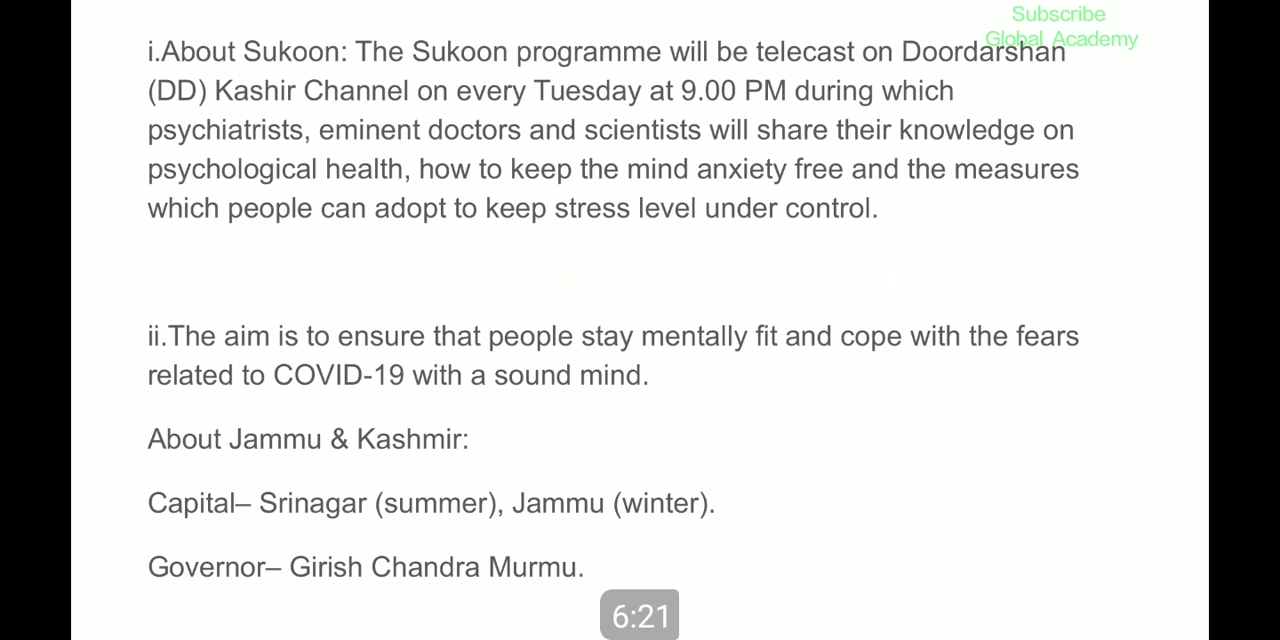 Subscribe
Global Academy
i.About Sukoon: The Sukoon programme will be telecast on Doordarshan
(DD) Kashir Channel on every Tuesday at 9.00 PM during which
psychiatrists, eminent doctors and scientists will share their knowledge on
psychological health, how to keep the mind anxiety free and the measures
which people can adopt to keep stress level under control.
ii.The aim is to ensure that people stay mentally fit and cope with the fears
related to COVID-19 with a sound mind.
About Jammu & Kashmir:
Capital– Srinagar (summer), Jammu (winter).
Governor– Girish Chandra Murmu.
6:21